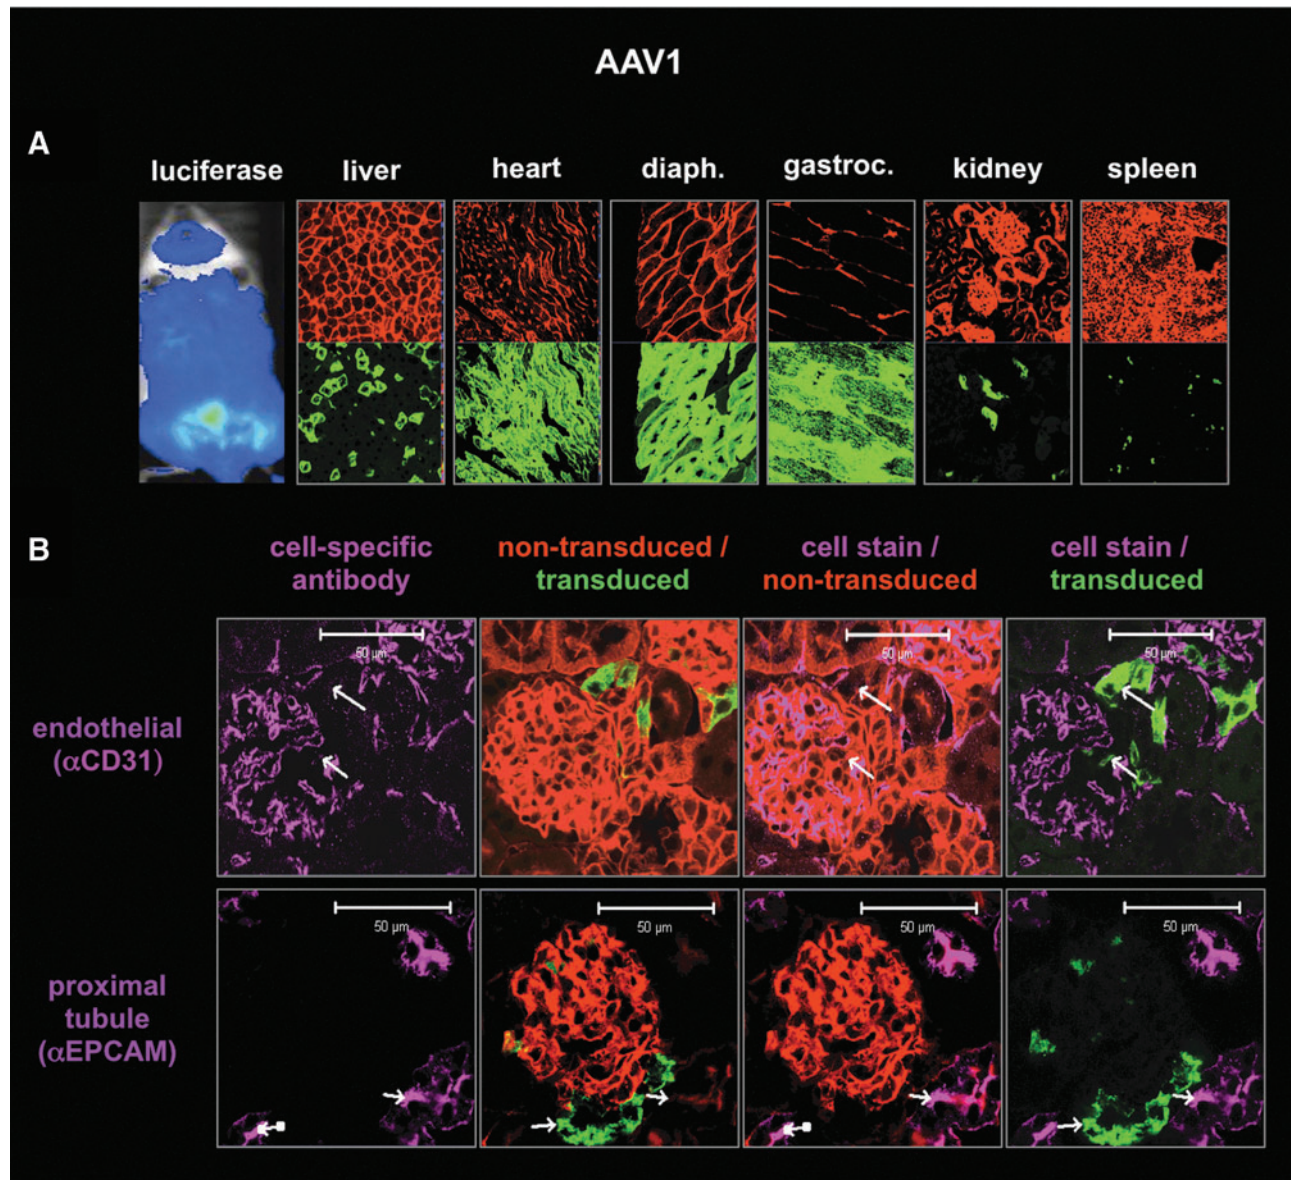 AAV1
A
luciferase liver heart diaph. gastroc. kidney spleen
B
cell-specific
antibody
non-transduced /
transduced
cell stain /
non-transduced
cell stain /
transduced
endothelial
(αCD31)
50 µm
50 µm
50 µm
proximal
tubule
(αEPCAM)
50 µm
50 µm
50 µm
50 µm